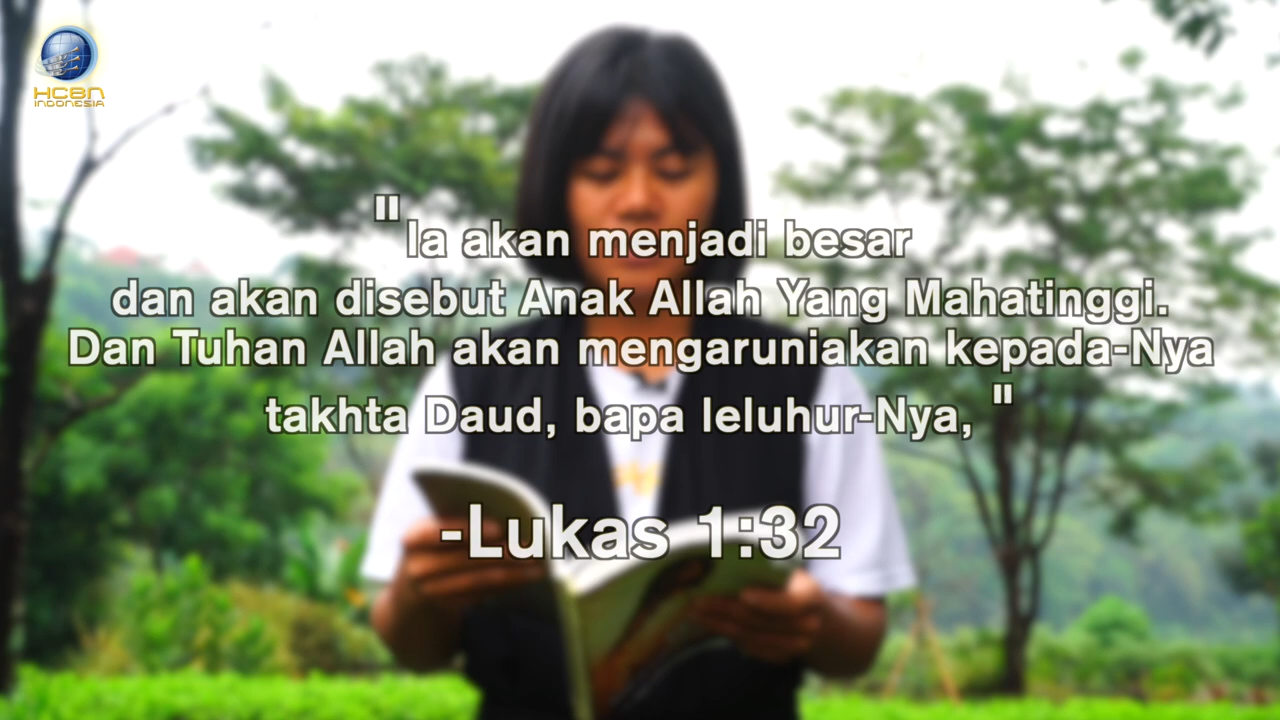 HCBN
INDONESIA
"Ia akan menjadi besar
dan akan disebut Anak Allah Yang Mahatinggi.
Dan Tuhan Allah akan mengaruniakan kepada-Nya
takhta Daud, bapa leluhur-Nya, "
-Lukas 1:32